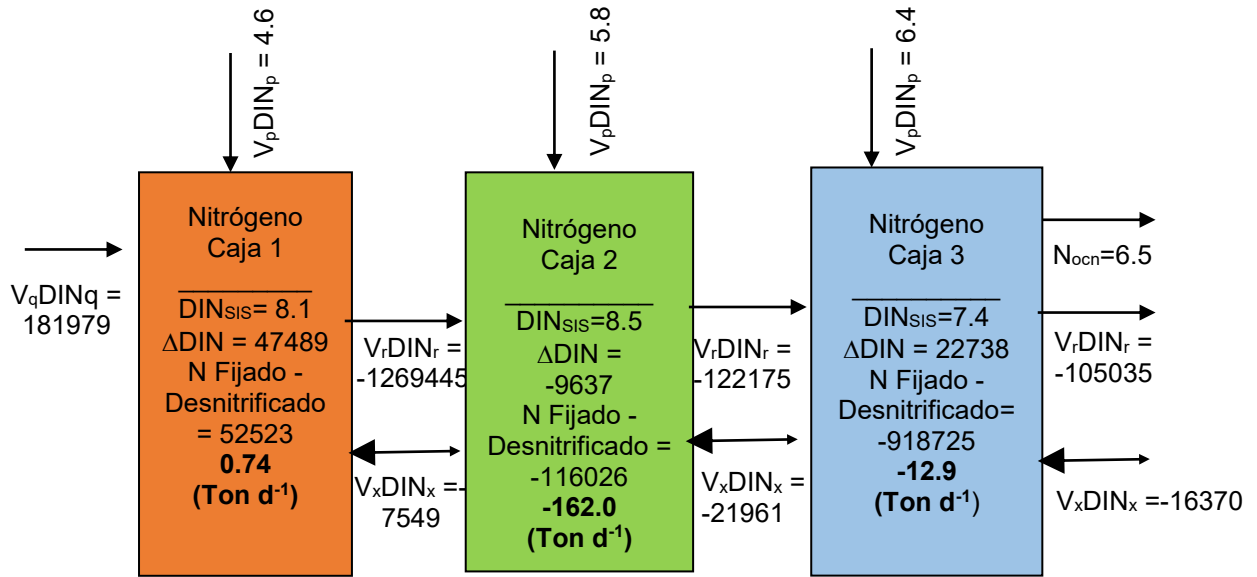 VpDINp = 4.6
VpDINp = 5.8
VpDINp = 6.4
VqDINq =
181979
Nitrógeno
Caja 1
DINSIS= 8.1
ΔDIN = 47489
N Fijado -
Desnitrificado
= 52523
0.74
(Ton d-1)
VrDINr =
-1269445
VxDINx =-
7549
Nitrógeno
Caja 2
DINSIS=8.5
ΔDIN =
-9637
N Fijado -
Desnitrificado =
-116026
-162.0
(Ton d-1)
VrDINr =
-122175
VxDINx =
-21961
Nitrógeno
Caja 3
DINSIS=7.4
ΔDIN = 22738
N Fijado -
Desnitrificado=
-918725
-12.9
(Ton d-1)
Nocn=6.5
VrDINr =
-105035
VxDINx =-16370